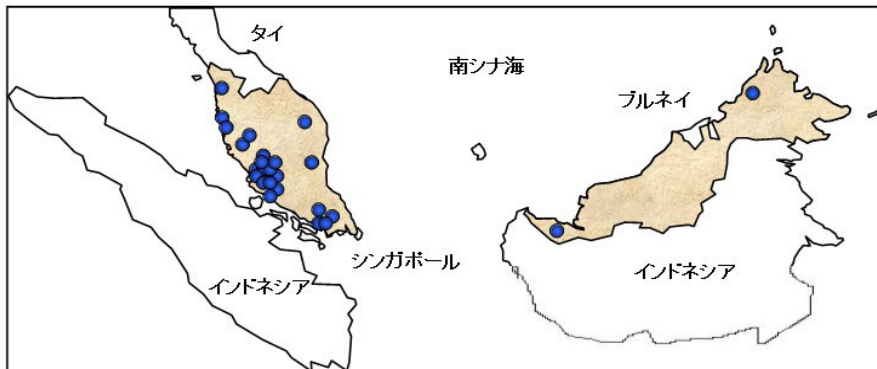 タイ
南シナ海
ブルネイ
シンガポール
インドネシア
インドネシア